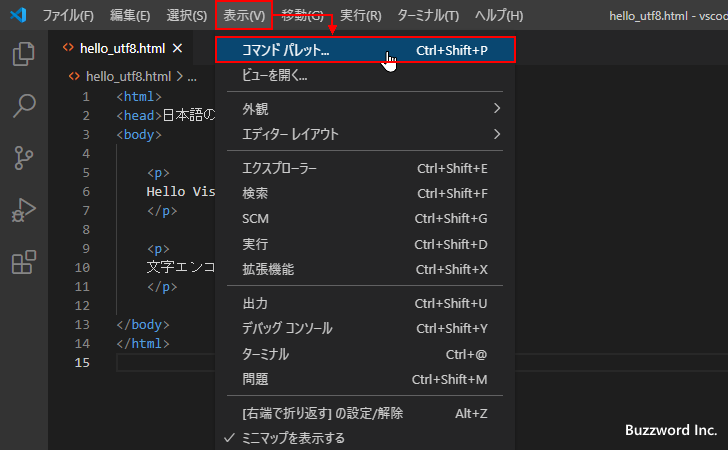 ファイル(F) 編集(E) 選択(S) 表示(V) 移動(G) 実行(R) ターミナル(T) ヘルプ(H) hello_utf8.html - vscod
hello_utf8.html ×
hello_utf8.html > ...
コマンド パレット... Ctrl+Shift+P
ビューを開く...
外観
エディター レイアウト
エクスプローラー Ctrl+Shift+E
検索 Ctrl+Shift+F
SCM Ctrl+Shift+G
実行 Ctrl+Shift+D
拡張機能 Ctrl+Shift+X
出力 Ctrl+Shift+U
デバッグ コンソール Ctrl+Shift+Y
ターミナル Ctrl+@
問題 Ctrl+Shift+M
[右端で折り返す] の設定/解除 Alt+Z
✓ ミニマップを表示する
1 <html>
2 <head>日本語の
3 <body>
4
5 <p>
6 Hello Vis
7 </p>
8
9 <p>
10 文字エンコ
11 </p>
12
13 </body>
14 </html>
15
Buzzword Inc.